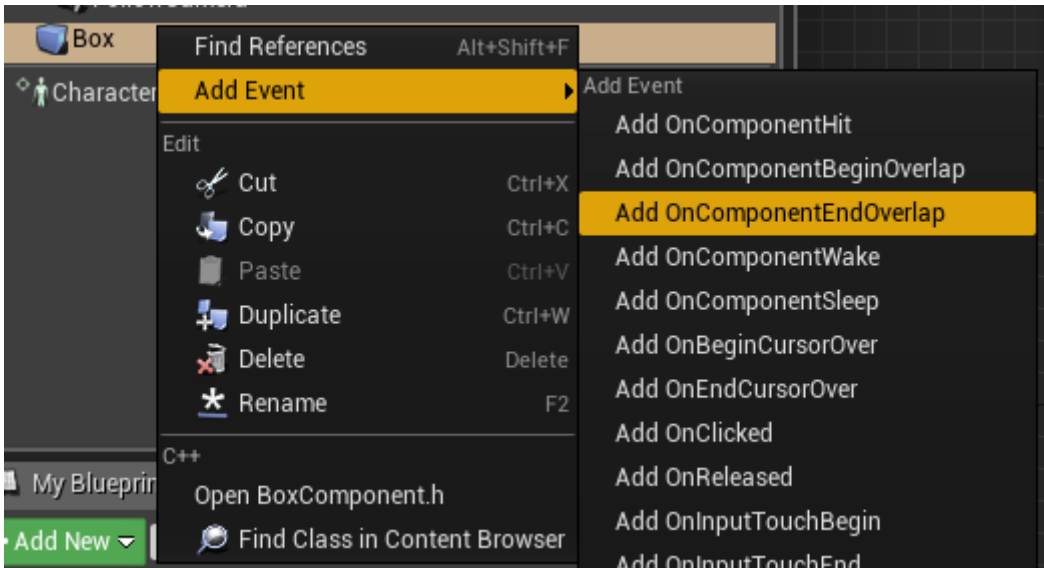 Box
Character
Find References Alt+Shift+F
Add Event
Edit
Cut Ctrl+X
Copy Ctrl+C
Paste Ctrl+V
Duplicate Ctrl+W
Delete Delete
Rename F2
C++
Open BoxComponent.h
Find Class in Content Browser
Add Event
Add OnComponentHit
Add OnComponentBeginOverlap
Add OnComponentEndOverlap
Add OnComponentWake
Add OnComponentSleep
Add OnBeginCursorOver
Add OnEndCursorOver
Add OnClicked
Add OnReleased
Add OnInputTouchBegin
Add OnInputTouchEnd
My Blueprin
Add New